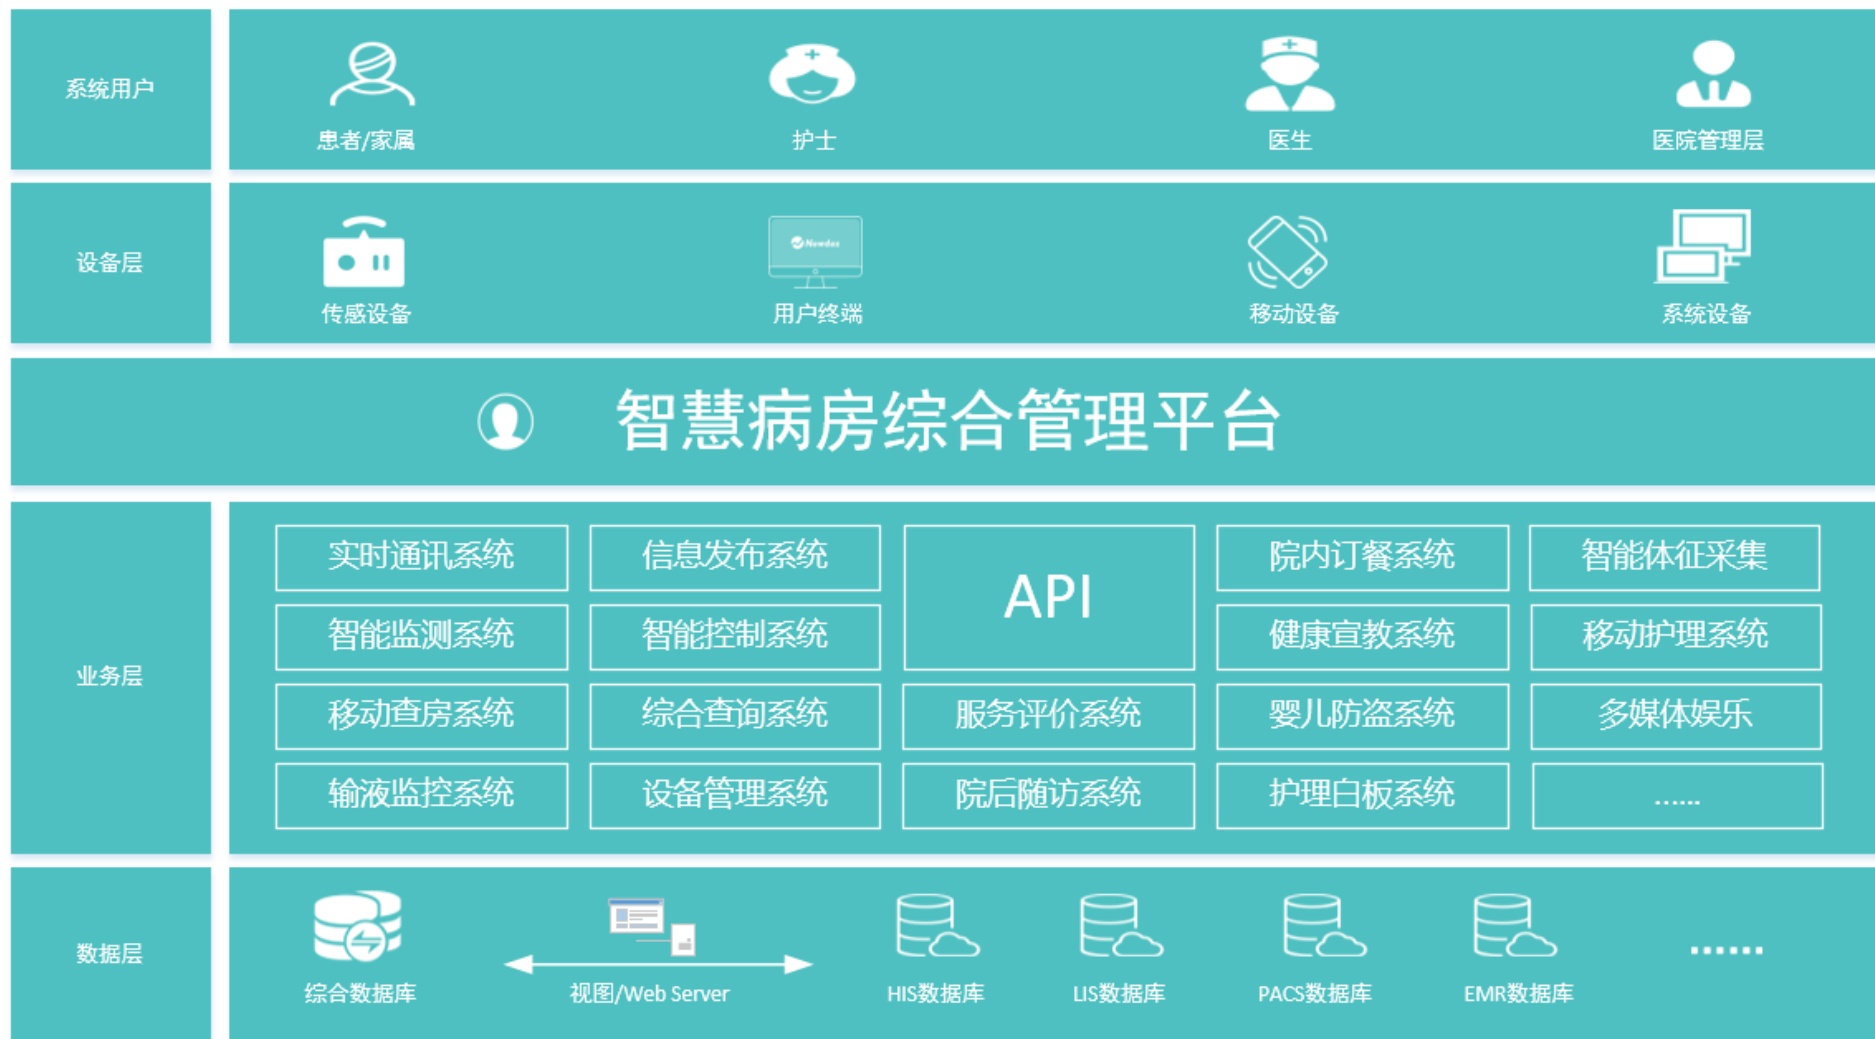 系统用户
患者/家属
护士
医生
医院管理层
设备层
Newdos
传感设备
用户终端
移动设备
系统设备
智慧病房综合管理平台
业务层
实时通讯系统
信息发布系统
API
院内订餐系统
智能体征采集
智能监测系统
智能控制系统
健康宣教系统
移动护理系统
移动查房系统
综合查询系统
服务评价系统
婴儿防盗系统
多媒体娱乐
输液监控系统
设备管理系统
院后随访系统
护理白板系统
......
数据层
综合数据库
视图/Web Server
HIS数据库
LIS数据库
PACS数据库
EMR数据库
......